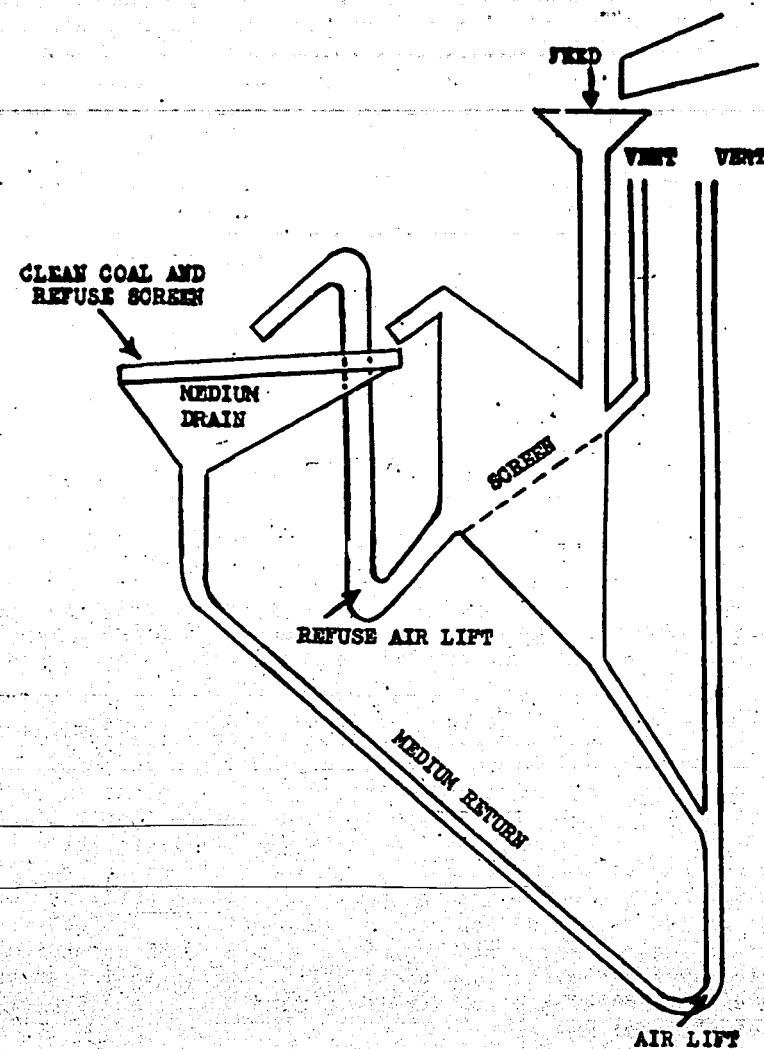 FEED
VENT VENT
CLEAN COAL AND
REFUSE SCREEN
MEDIUM
DRAIN
SCREEN
REFUSE AIR LIFT
MEDIUM RETURN
AIR LIFT